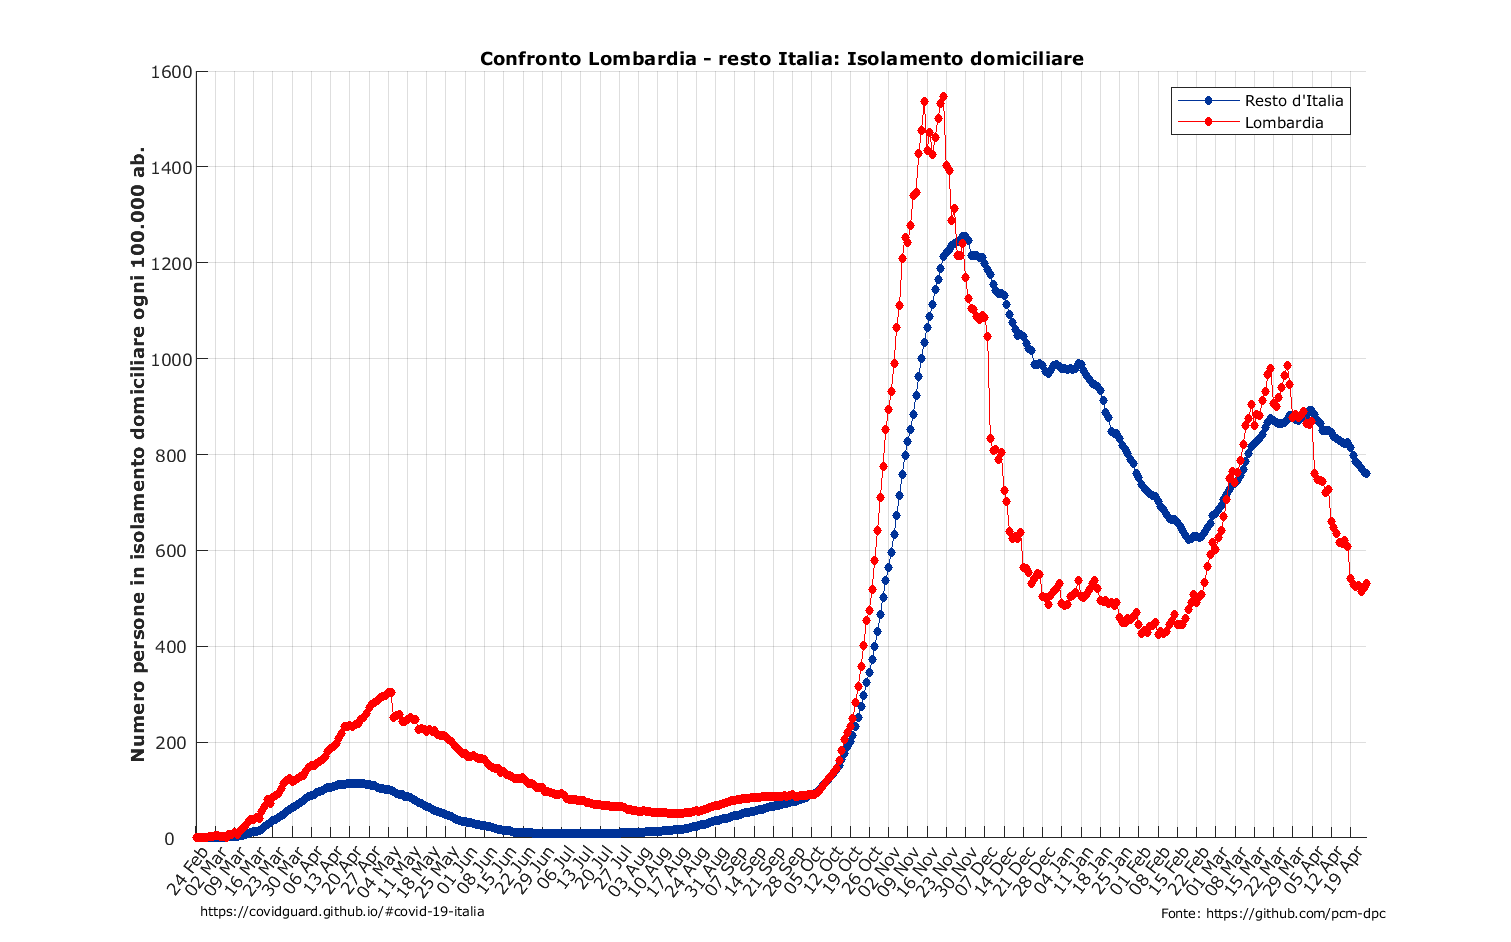 Confronto Lombardia - resto Italia: Isolamento domiciliare
Numero persone in isolamento domiciliare ogni 100.000 ab.
1600
1400
1200
1000
800
600
400
200
0
Resto d'Italia
Lombardia
24 Feb
02 Mar
09 Mar
16 Mar
23 Mar
30 Mar
06 Apr
13 Apr
20 Apr
27 Apr
04 May
11 May
18 May
25 May
01 Jun
08 Jun
15 Jun
22 Jun
29 Jun
06 Jul
13 Jul
20 Jul
27 Jul
03 Aug
10 Aug
17 Aug
24 Aug
31 Aug
07 Sep
14 Sep
21 Sep
28 Sep
05 Oct
12 Oct
19 Oct
26 Oct
02 Nov
09 Nov
16 Nov
23 Nov
30 Nov
07 Dec
14 Dec
21 Dec
28 Dec
04 Jan
11 Jan
18 Jan
25 Jan
01 Feb
08 Feb
15 Feb
22 Feb
01 Mar
08 Mar
15 Mar
22 Mar
29 Mar
05 Apr
12 Apr
19 Apr
https://covidguard.github.io/#covid-19-italia
Fonte: https://github.com/pcm-dpc